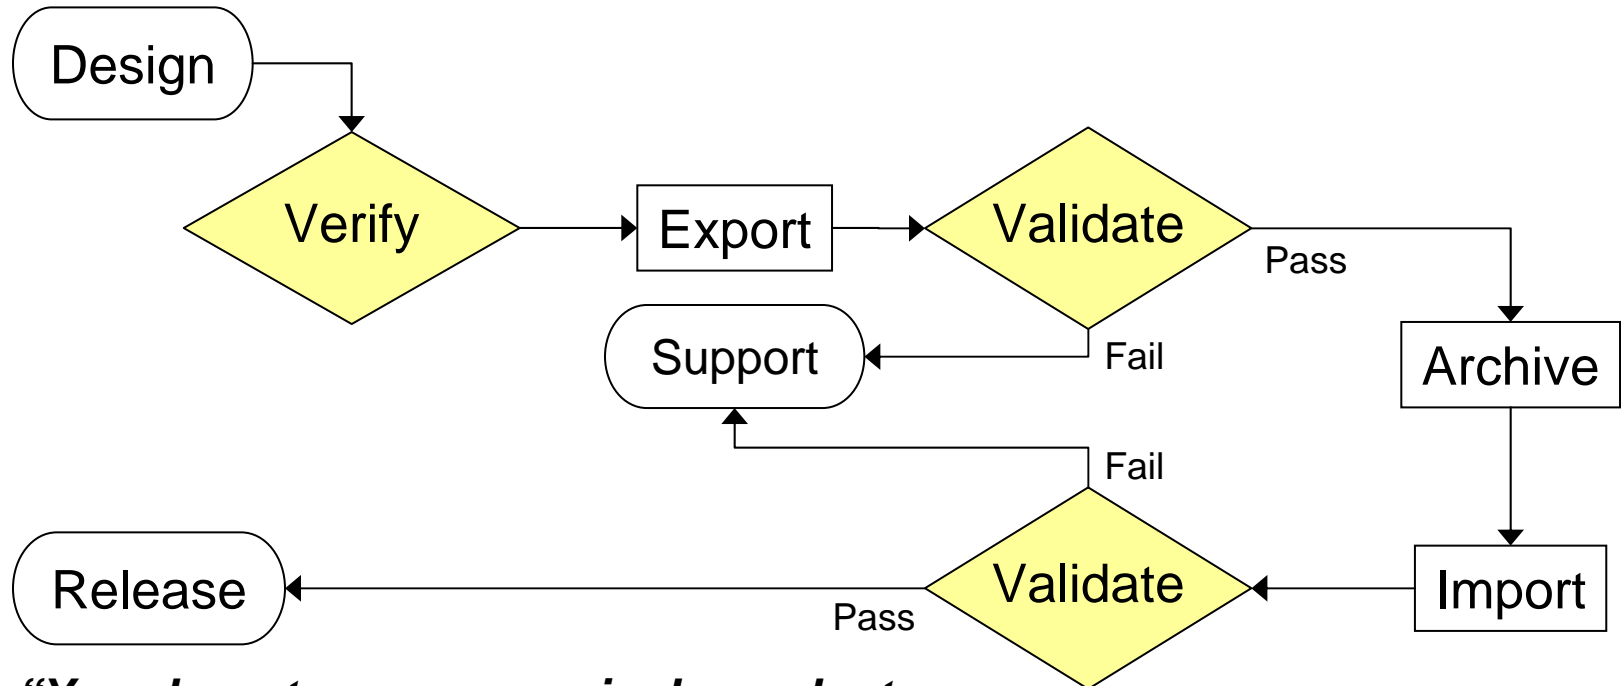 Design
Verify
Export
Validate
Pass
Support
Fail
Archive
Fail
Release
Pass
Validate
Import